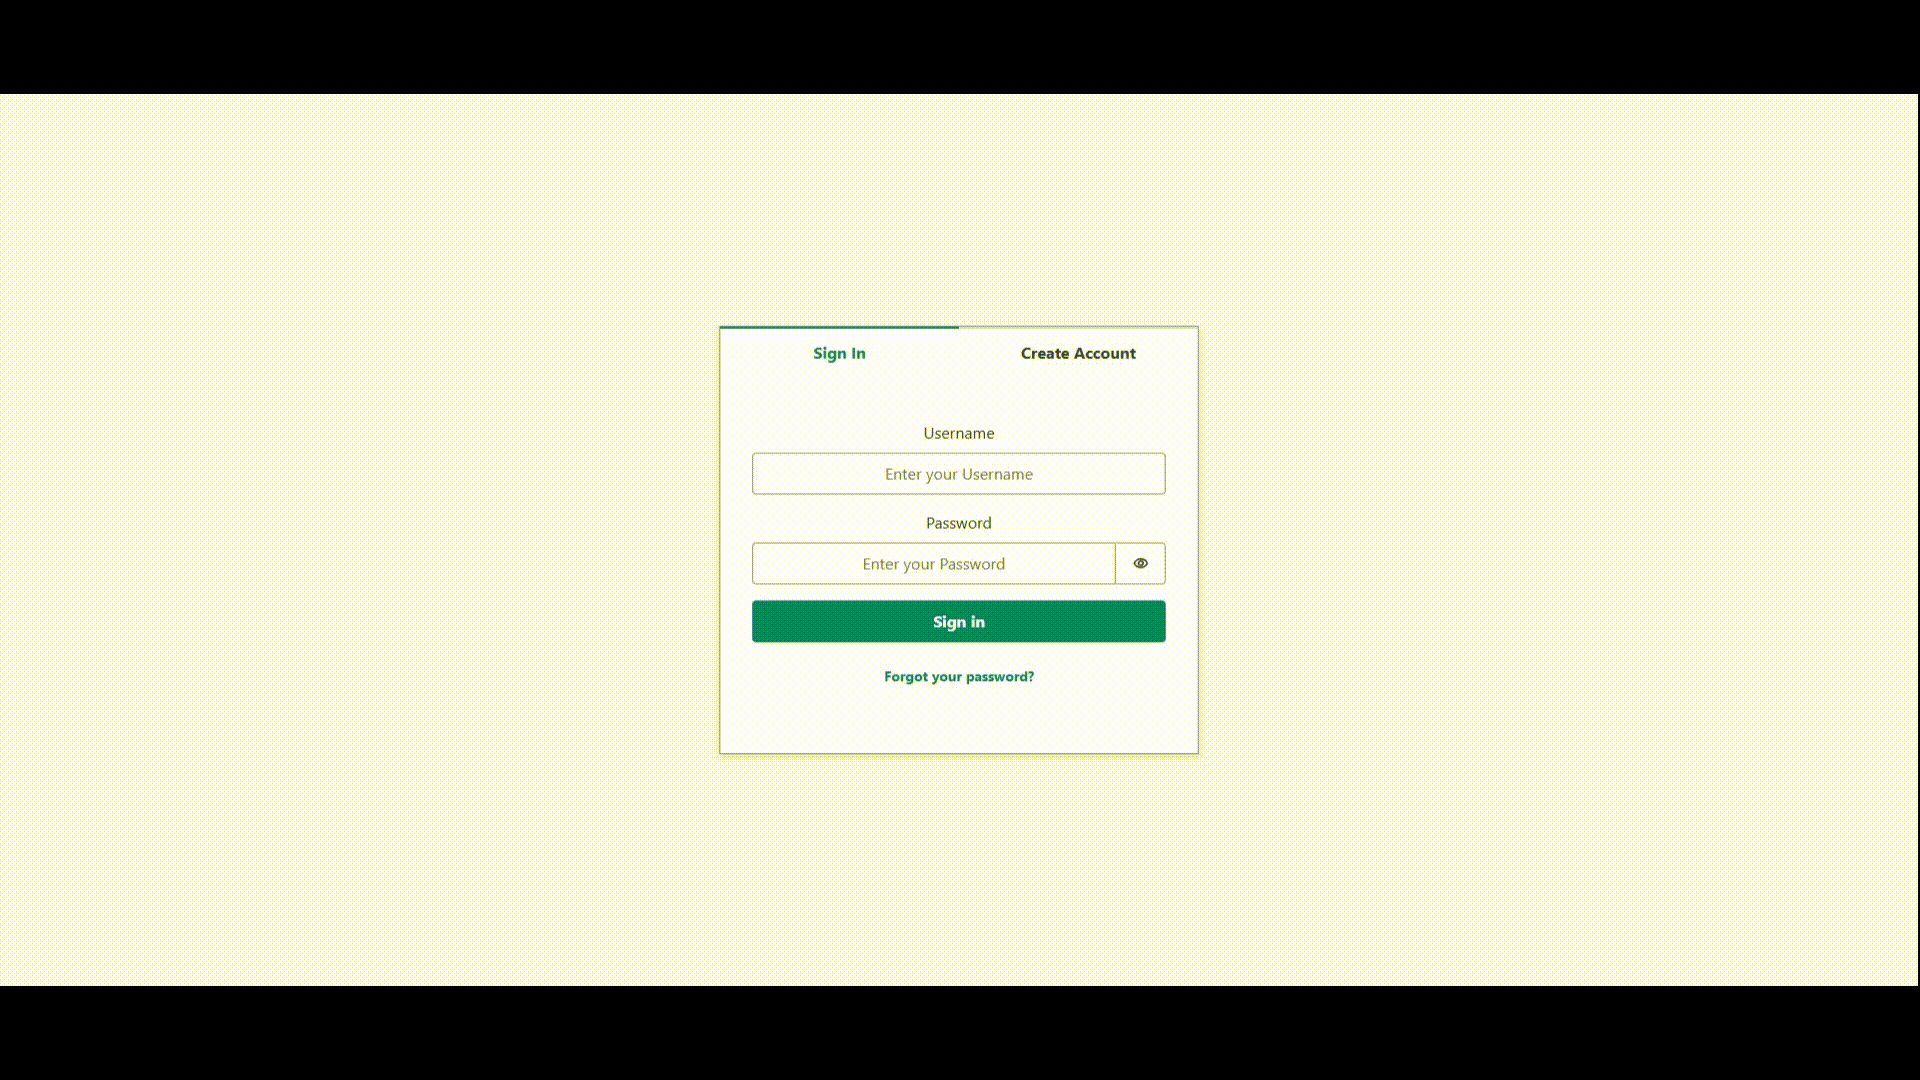 Sign In
Create Account
Username
Enter your Username
Password
Enter your Password
Sign in
Forgot your password?